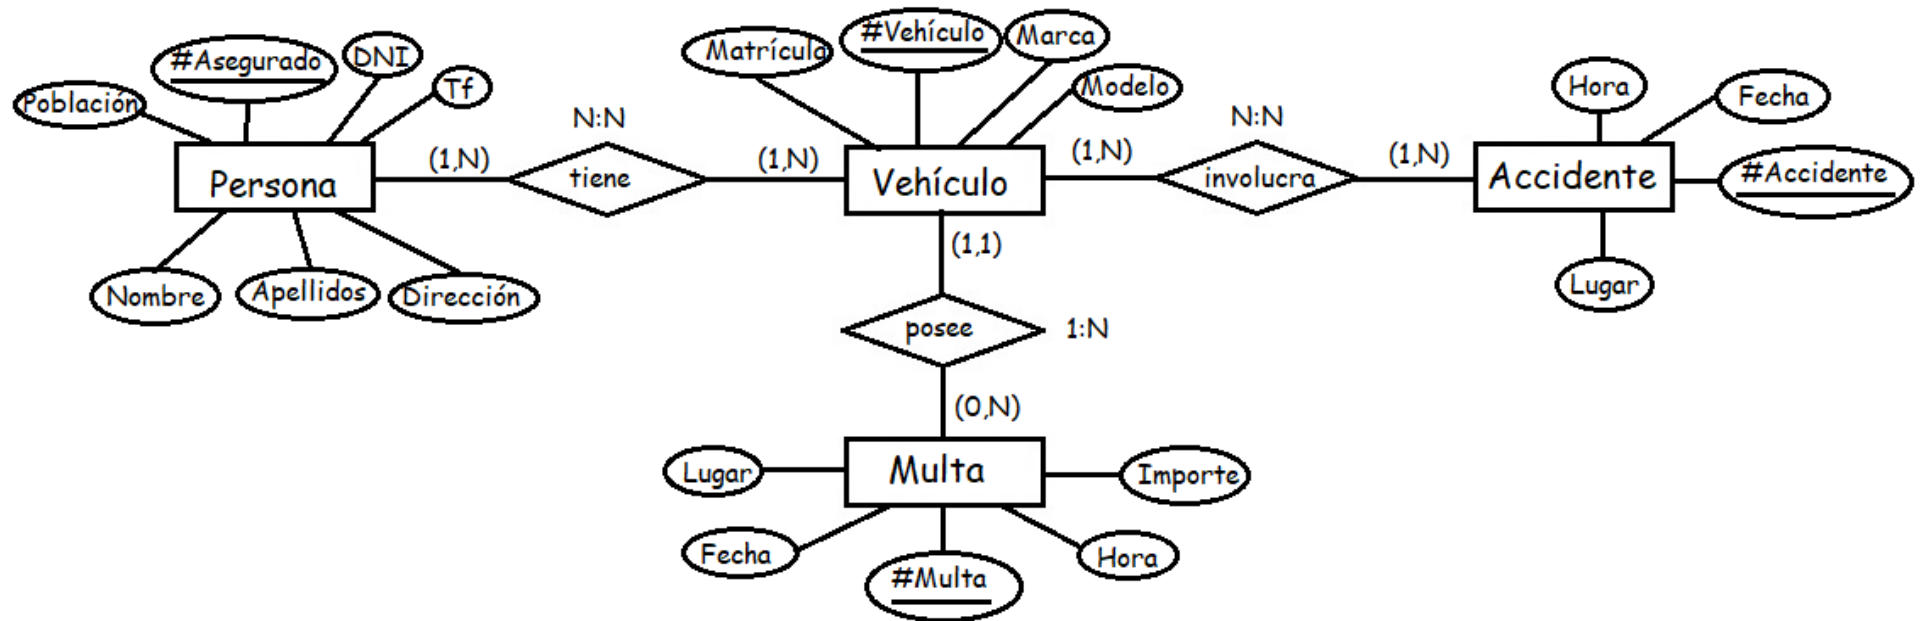 Población
#Asegurado
DNI
Tf
Persona
Nombre
Apellidos
Dirección
N:N
(1,N)
tiene
(1,N)
Matrícula
#Vehículo
Marca
Modelo
Vehículo
(1,N)
N:N
involucra
(1,N)
Hora
Fecha
Accidente
#Accidente
Lugar
(1,1)
posee
1:N
(0,N)
Lugar
Multa
Importe
Fecha
#Multa
Hora